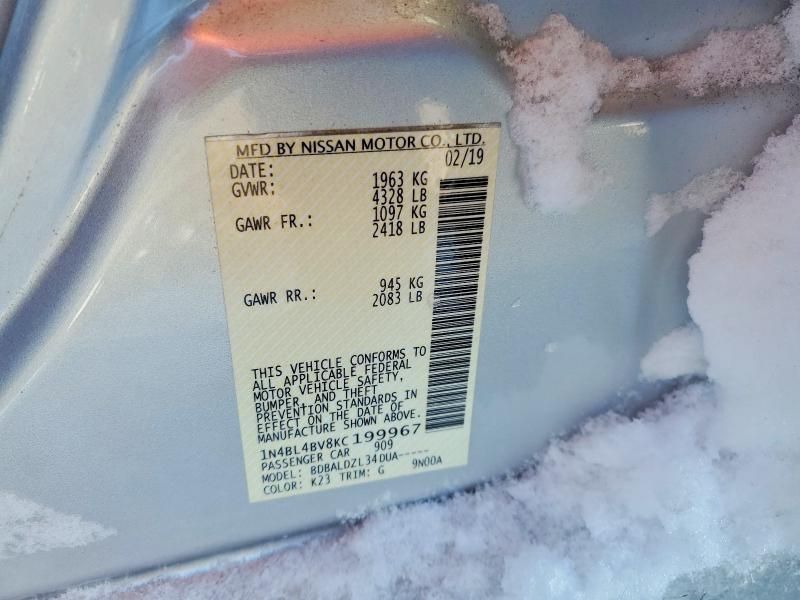 MFD BY NISSAN MOTOR CO., LTD.
DATE: 02/19
GVWR: 1963 KG
4328 LB
GAWR FR.: 1097 KG
2418 LB
GAWR RR.: 945 KG
2083 LB
THIS VEHICLE CONFORMS TO
ALL APPLICABLE FEDERAL
MOTOR VEHICLE SAFETY,
BUMPER, AND THEFT
PREVENTION STANDARDS IN
EFFECT ON THE DATE OF
MANUFACTURE SHOWN ABOVE.
1N4BL4BV8KC199967
PASSENGER CAR 909
MODEL: BDBALDZL34DUA-----
COLOR: K23 TRIM: G 9N00A